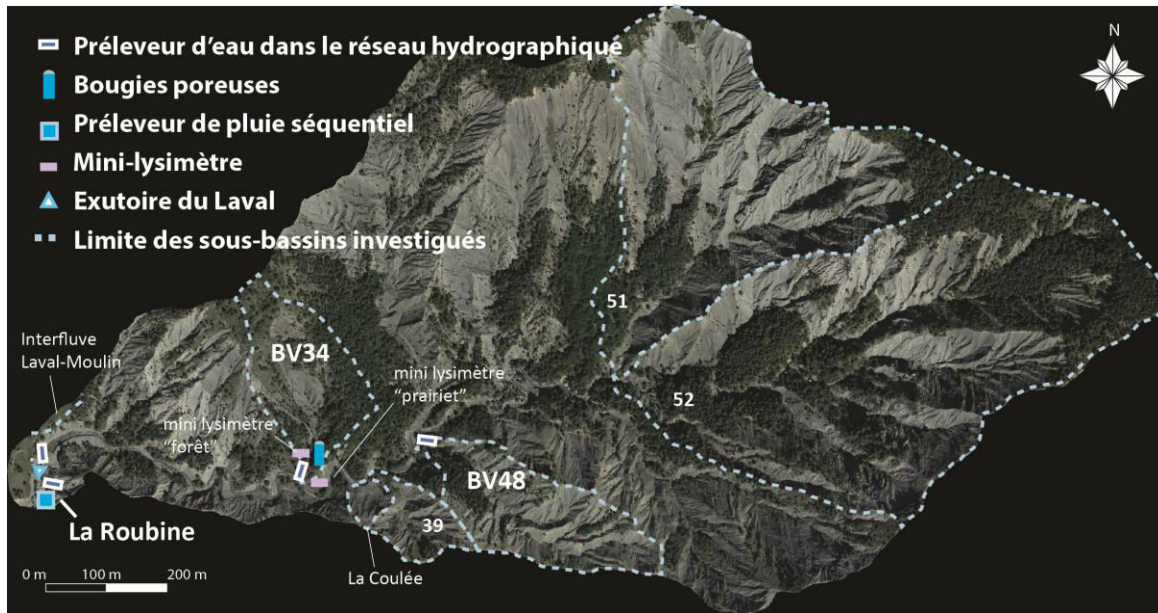 Préleveur d'eau dans le réseau hydrographique
Bougies poreuses
Préleveur de pluie séquentiel
Mini-lysimètre
Exutoire du Laval
Limite des sous-bassins investigués
N
51
Interfluve
Laval-Moulin
BV34
mini lysimètre
"prairiet"
52
mini lysimètre
"forêt"
BV48
39
La Roubine
La Coulée
0 m 100 m 200 m